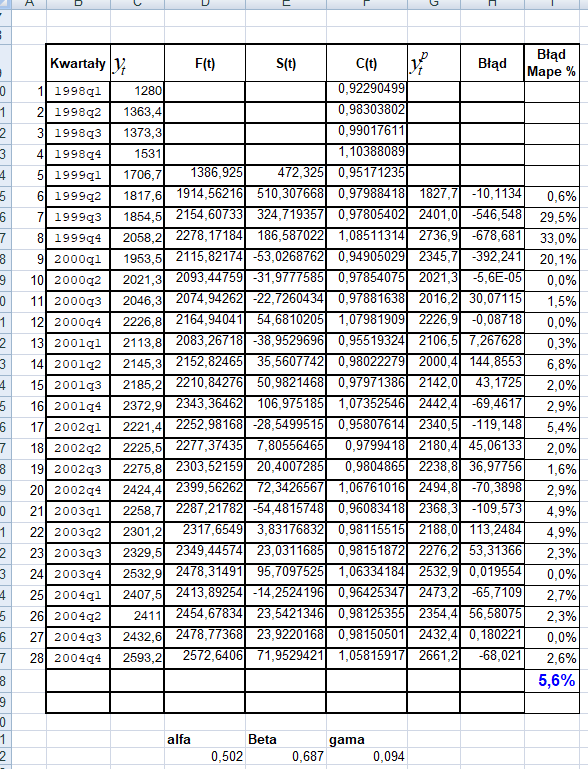 A B C D E F G H I
Kwartały yₜ F(t) S(t) C(t) yₜᵖ Błąd Błąd Mape %
1 1998q1 1280 0,92290499
2 1998q2 1363,4 0,98303802
3 1998q3 1373,3 0,99017611
4 1998q4 1531 1,10388089
5 1999q1 1706,7 1386,925 472,325 0,95171235
6 1999q2 1817,6 1914,56216 510,307668 0,97988418 1827,7 -10,1134 0,6%
7 1999q3 1854,5 2154,60733 324,719357 0,97805402 2401,0 -546,548 29,5%
8 1999q4 2058,2 2278,17184 186,587022 1,08511314 2736,9 -678,681 33,0%
9 2000q1 1953,5 2115,82174 -53,0268762 0,94905029 2345,7 -392,241 20,1%
10 2000q2 2021,3 2093,44759 -31,9777585 0,97854075 2021,3 -5,6E-05 0,0%
11 2000q3 2046,3 2074,94262 -22,7260434 0,97881638 2016,2 30,07115 1,5%
12 2000q4 2226,8 2164,94041 54,6810205 1,07981909 2226,9 -0,08718 0,0%
13 2001q1 2113,8 2083,26718 -38,9529696 0,95519324 2106,5 7,267628 0,3%
14 2001q2 2145,3 2152,82465 35,5607742 0,98022279 2000,4 144,8553 6,8%
15 2001q3 2185,2 2210,84276 50,9821468 0,97971386 2142,0 43,1725 2,0%
16 2001q4 2372,9 2343,36462 106,975185 1,07352546 2442,4 -69,4617 2,9%
17 2002q1 2221,4 2252,98168 -28,5499515 0,95807614 2340,5 -119,148 5,4%
18 2002q2 2225,5 2277,37435 7,80556465 0,9799418 2180,4 45,06133 2,0%
19 2002q3 2275,8 2303,52159 20,4007285 0,9804865 2238,8 36,97756 1,6%
20 2002q4 2424,4 2399,56262 72,3426567 1,06761016 2494,8 -70,3898 2,9%
21 2003q1 2258,7 2287,21782 -54,4815748 0,96083418 2368,3 -109,573 4,9%
22 2003q2 2301,2 2317,6549 3,83176832 0,98115515 2188,0 113,2484 4,9%
23 2003q3 2329,5 2349,44574 23,0311685 0,98151872 2276,2 53,31366 2,3%
24 2003q4 2532,9 2478,31491 95,7097525 1,06334184 2532,9 0,019554 0,0%
25 2004q1 2407,5 2413,89254 -14,2524196 0,96425347 2473,2 -65,7109 2,7%
26 2004q2 2411 2454,67834 23,5421346 0,98125355 2354,4 56,58075 2,3%
27 2004q3 2432,6 2478,77368 23,9220168 0,98150501 2432,4 0,180221 0,0%
28 2004q4 2593,2 2572,6406 71,9529421 1,05815917 2661,2 -68,021 2,6%
5,6%
alfa Beta gama
0,502 0,687 0,094